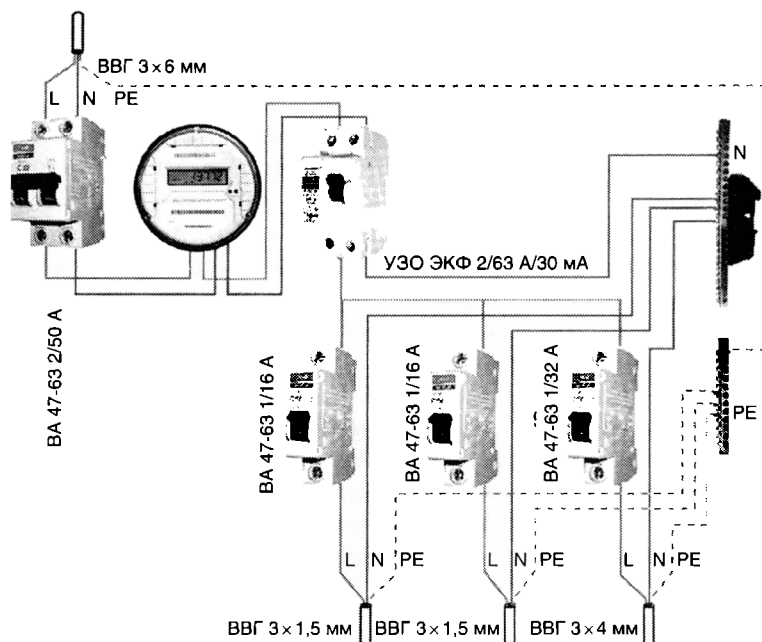 ВВГ 3×6 мм
L N PE
N
УЗО ЭКФ 2/63 А/30 мА
ВА 47-63 2/50 А
ВА 47-63 1/16 А
ВА 47-63 1/16 А
ВА 47-63 1/32 А
PE
L N PE
L N PE
L N PE
ВВГ 3×1,5 мм
ВВГ 3×1,5 мм
ВВГ 3×4 мм